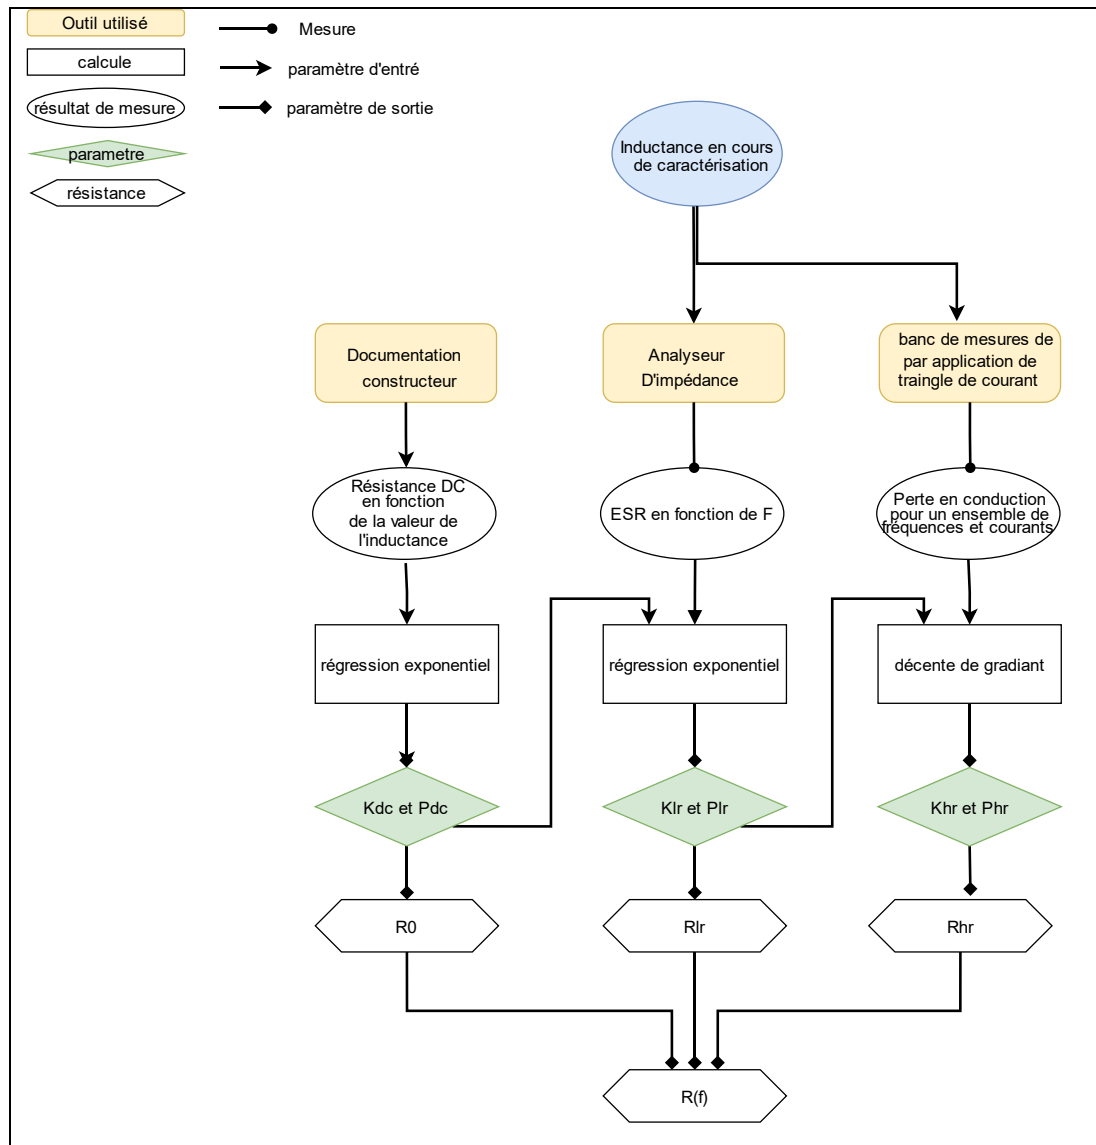 Outil utilisé
calcule
résultat de mesure
parametre
résistance
Mesure
paramètre d'entré
paramètre de sortie
Inductance en cours
de caractérisation
Documentation
constructeur
Analyseur
D'impédance
banc de mesures de
par application de
traingle de courant
Résistance DC
en fonction
de la valeur de
l'inductance
ESR en fonction de F
Perte en conduction
pour un ensemble de
fréquences et courants
régression exponentiel
régression exponentiel
décente de gradiant
Kdc et Pdc
Klr et Plr
Khr et Phr
R0
Rlr
Rhr
R(f)